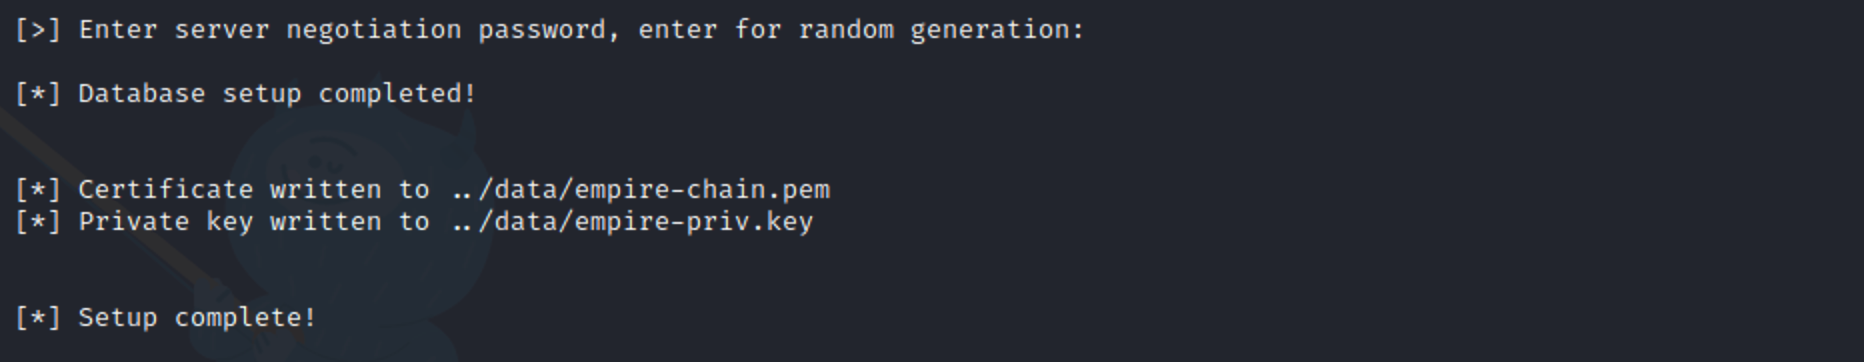 [>] Enter server negotiation password, enter for random generation:
[*] Database setup completed!
[*] Certificate written to ../data/empire-chain.pem
[*] Private key written to ../data/empire-priv.key
[*] Setup complete!